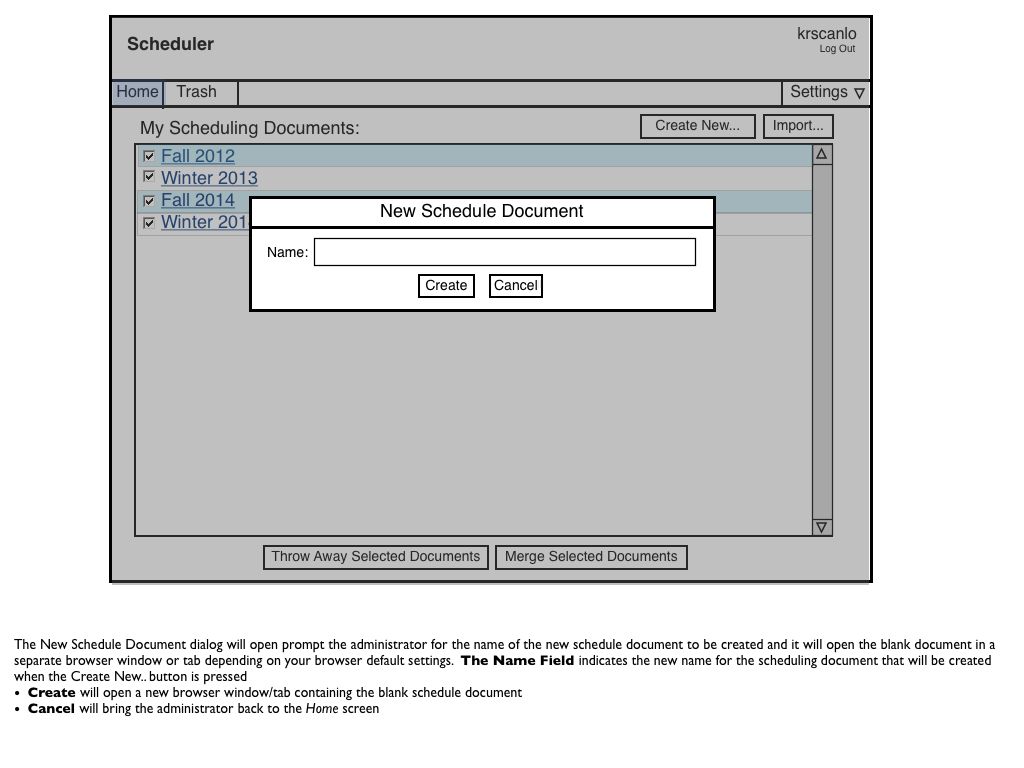 Scheduler
krscanlo
Log Out
Home
Trash
Settings
My Scheduling Documents:
Create New...
Import...
Fall 2012
Winter 2013
Fall 2014
Winter 201
New Schedule Document
Name:
Create
Cancel
Throw Away Selected Documents
Merge Selected Documents
The New Schedule Document dialog will open prompt the administrator for the name of the new schedule document to be created and it will open the blank document in a
separate browser window or tab depending on your browser default settings. The Name Field indicates the new name for the scheduling document that will be created
when the Create New.. button is pressed
• Create will open a new browser window/tab containing the blank schedule document
• Cancel will bring the administrator back to the Home screen